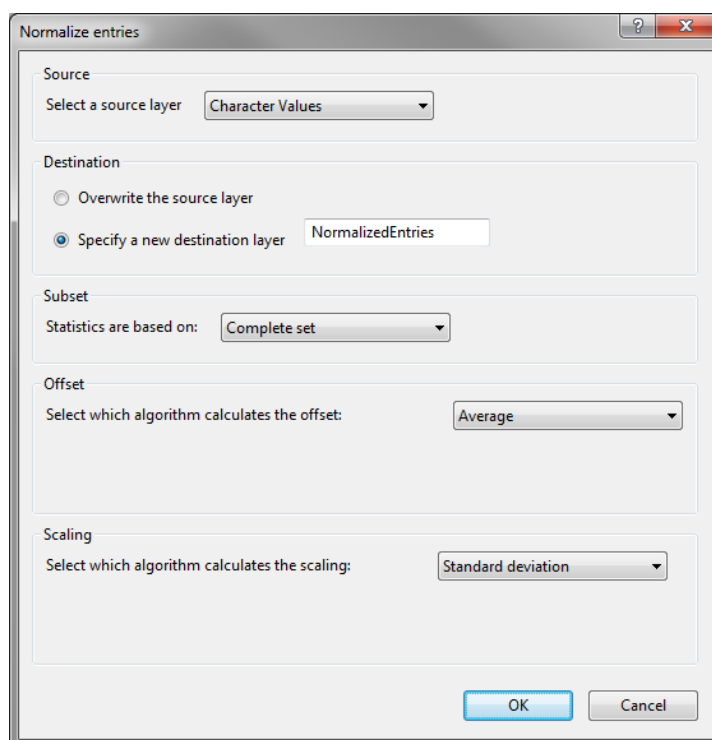 Normalize entries
?
Source
Select a source layer Character Values
Destination
Overwrite the source layer
Specify a new destination layer NormalizedEntries
Subset
Statistics are based on: Complete set
Offset
Select which algorithm calculates the offset: Average
Scaling
Select which algorithm calculates the scaling: Standard deviation
OK Cancel